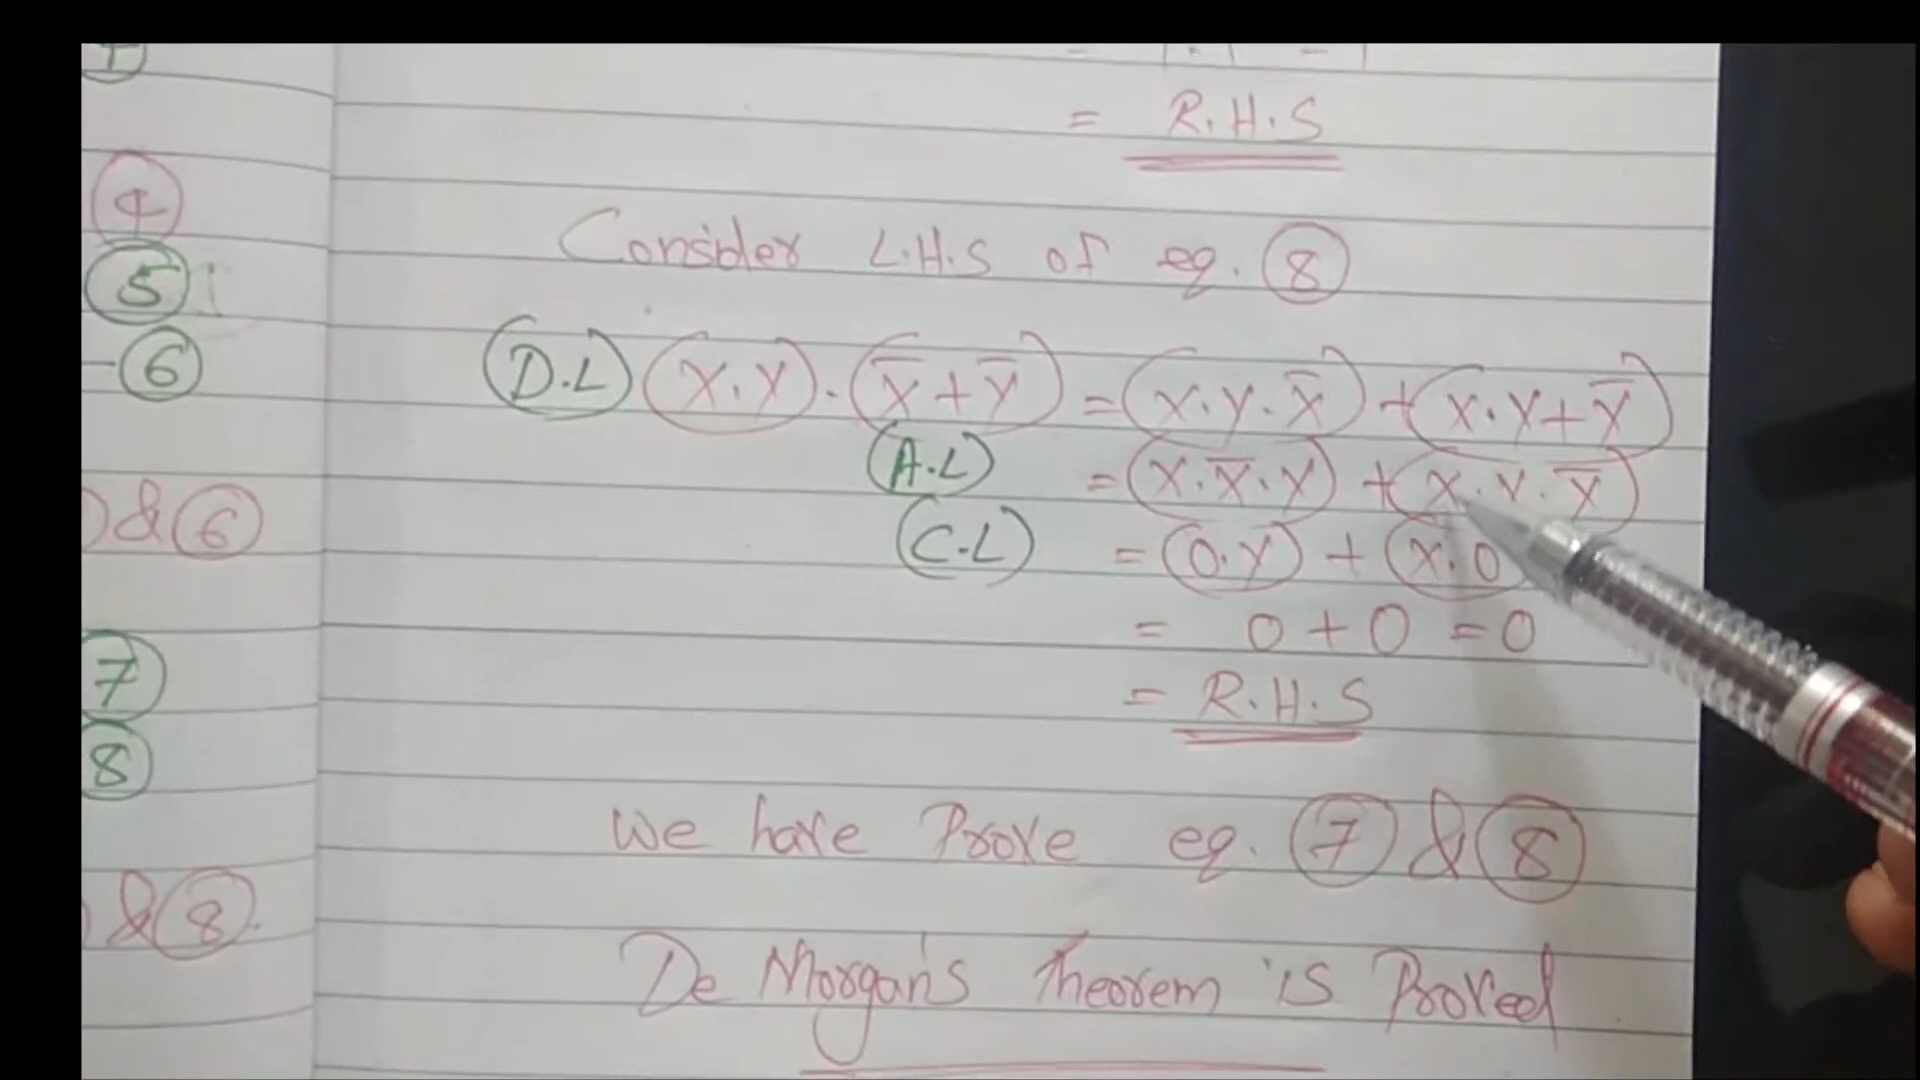 = R.H.S
4
Consider L.H.S of eq. 8
5
D.L (X.Y).(X̅+Y̅) = (X.Y.X̅) + (X.Y+Y̅)
-6
A.L = (X.X̅.Y) + (X.Y.Y̅)
&6
C.L = (0.Y) + (X.0
= 0+0 =0
7
= R.H.S
8
We have Prove eq. 7 & 8
&8.
De Morgan's Theorem is Proved